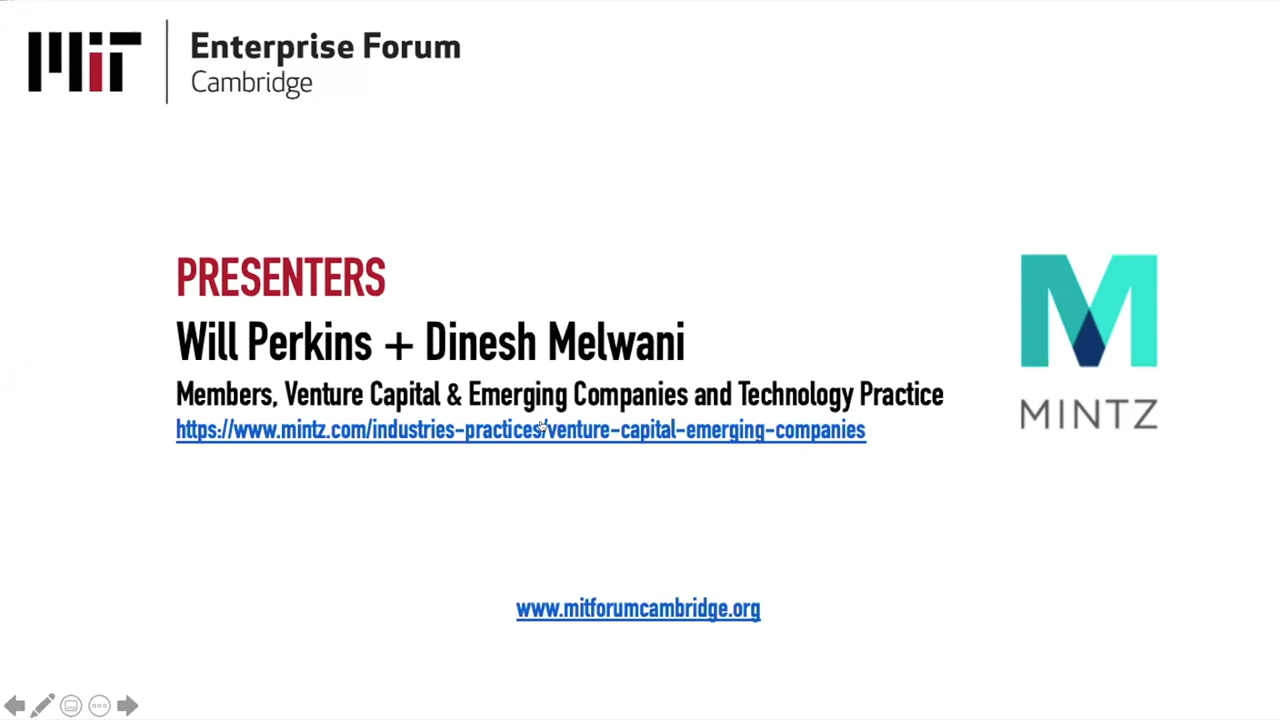 MIT
Enterprise Forum
Cambridge
PRESENTERS
Will Perkins + Dinesh Melwani
Members, Venture Capital & Emerging Companies and Technology Practice
https://www.mintz.com/industries-practices/venture-capital-emerging-companies
M
MINTZ
www.mitforumcambridge.org